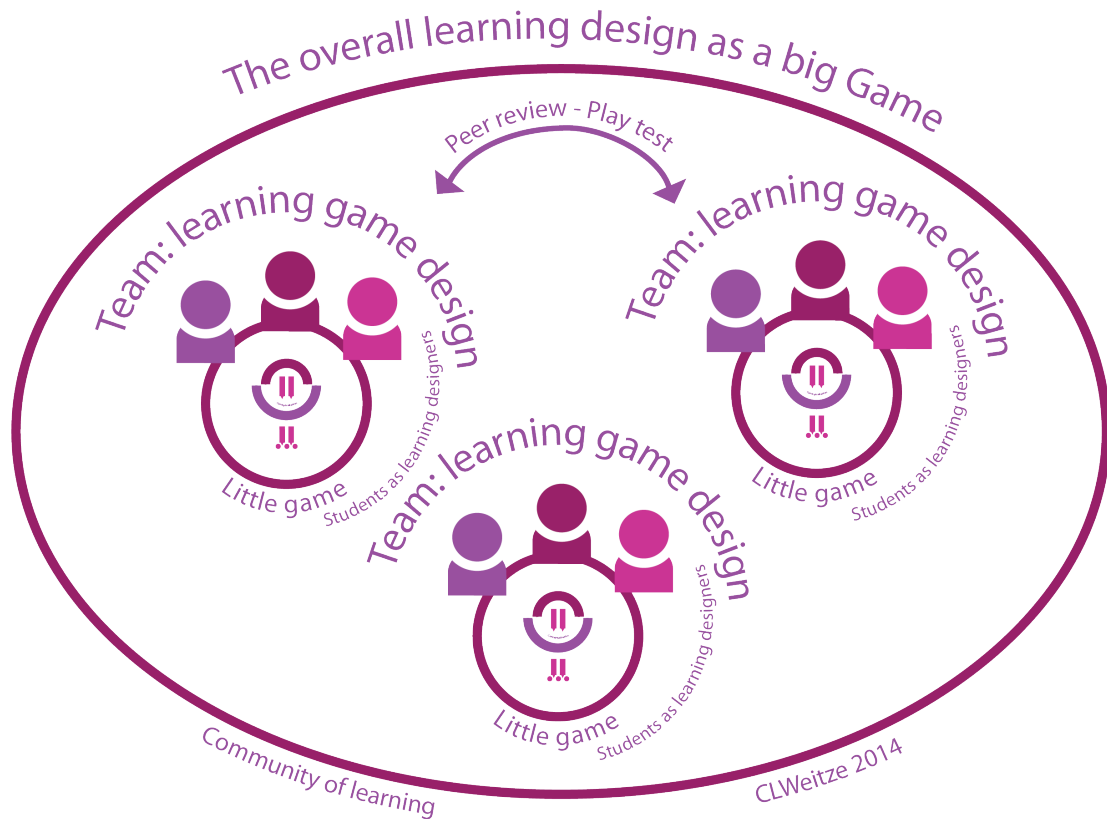 The overall learning design as a big Game
Peer review - Play test
Team: learning game design
Little game
Students as learning designers
Team: learning game design
Little game
Students as learning designers
Team: learning game design
Little game
Students as learning designers
Community of learning
CLWeitze 2014